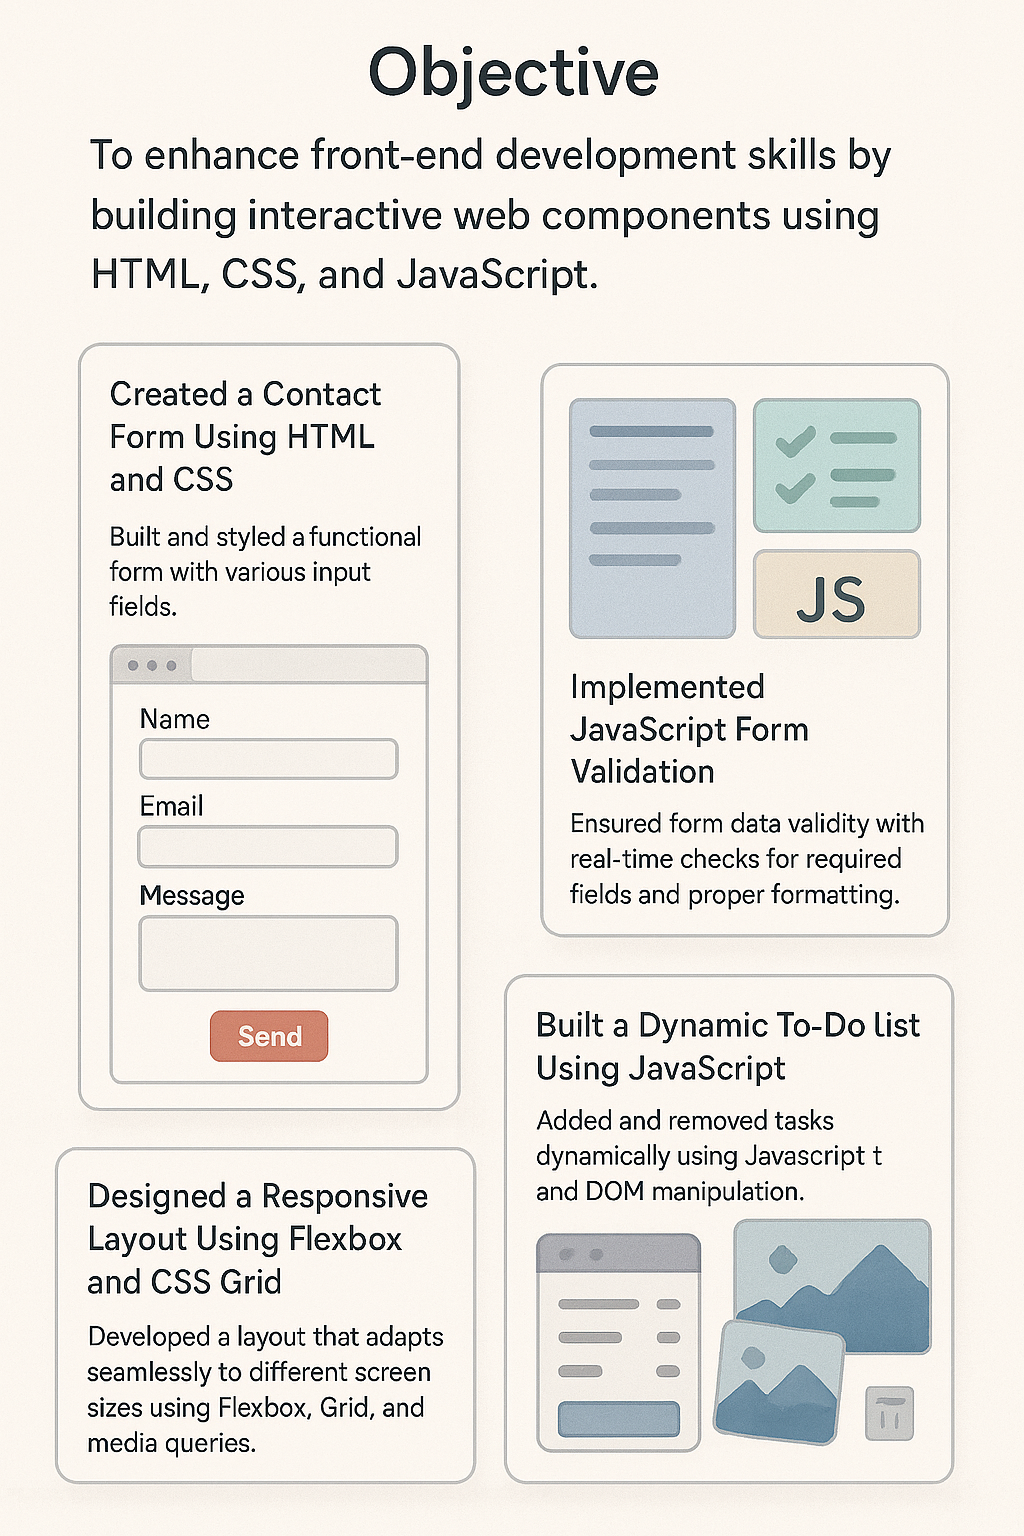 Objective
To enhance front-end development skills by
building interactive web components using
HTML, CSS, and JavaScript.
Created a Contact
Form Using HTML
and CSS
Built and styled a functional
form with various input
fields.
Name
Email
Message
Send
JS
Implemented
JavaScript Form
Validation
Ensured form data validity with
real-time checks for required
fields and proper formatting.
Designed a Responsive
Layout Using Flexbox
and CSS Grid
Developed a layout that adapts
seamlessly to different screen
sizes using Flexbox, Grid, and
media queries.
Built a Dynamic To-Do list
Using JavaScript
Added and removed tasks
dynamically using Javascript t
and DOM manipulation.